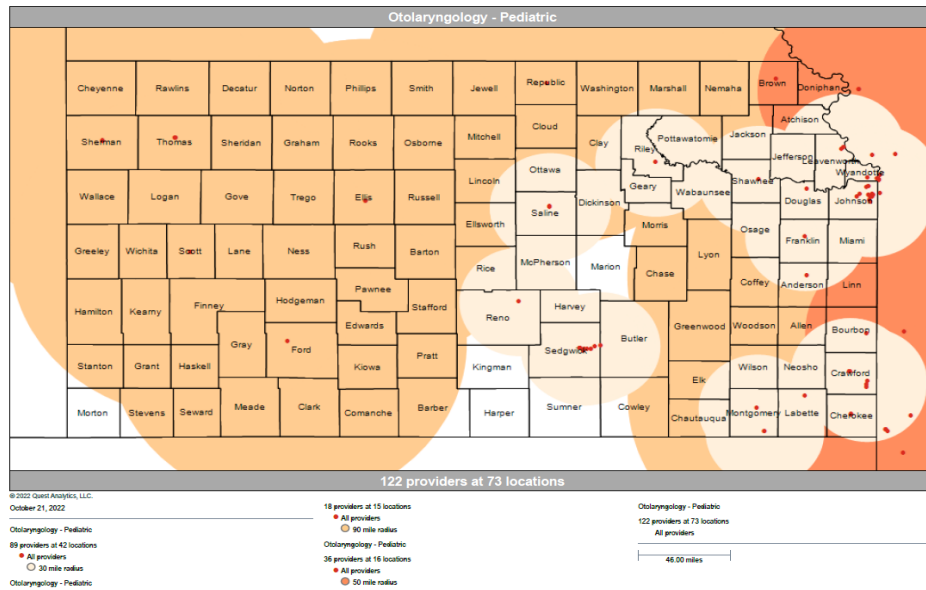 Otolaryngology - Pediatric
Cheyenne Rawlins Decatur Norton Phillips Smith Jewell Republic Washington Marshall Nemaha Brown Doniphan
Atchison
Cloud
Mitchell Clay Riley Pottawatomie Jackson
Sherman Thomas Sheridan Graham Rooks Osborne
Jefferson Leavenworth
Ottawa
Wyandotte
Lincoln Geary Shawnee
Wallace Logan Gove Trego Ellis Russell Dickinson Wabaunsee Douglas Johnson
Saline
Ellsworth Morris Osage
Greeley Wichita Scott Lane Ness Rush Barton Franklin Miami
Lyon
Rice McPherson Marion Chase
Coffey Anderson Linn
Pawnee
Hodgeman Stafford Harvey
Hamilton Kearny Finney Reno
Edwards Greenwood Woodson Allen Bourbon
Gray Ford Sedgwick Butler
Pratt
Stanton Grant Haskell Kiowa Kingman Wilson Neosho Crawford
Elk
Meade Clark Barber Sumner Cowley
Morton Stevens Seward Comanche Harper Chautauqua Montgomery Labette Cherokee
122 providers at 73 locations
© 2022 Quest Analytics, LLC.
October 21, 2022
Otolaryngology - Pediatric
89 providers at 42 locations
All providers
30 mile radius
Otolaryngology - Pediatric
18 providers at 15 locations
All providers
90 mile radius
Otolaryngology - Pediatric
36 providers at 16 locations
All providers
50 mile radius
Otolaryngology - Pediatric
122 providers at 73 locations
All providers
46.00 miles